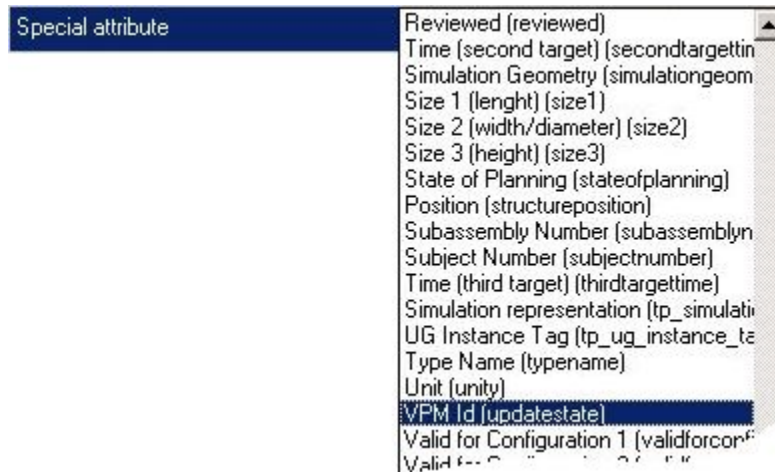 Special attribute
Reviewed (reviewed)
Time (second target) (secondtargettin
Simulation Geometry (simulationgeom
Size 1 (lenght) (size1)
Size 2 (width/diameter) (size2)
Size 3 (height) (size3)
State of Planning (stateofplanning)
Position (structureposition)
Subassembly Number (subassemblyn
Subject Number (subjectnumber)
Time (third target) (thirdtargettime)
Simulation representation (tp_simulati
UG Instance Tag (tp_ug_instance_ta
Type Name (typename)
Unit (unity)
VPM Id (updatestate)
Valid for Configuration 1 (validforconfi
Valid